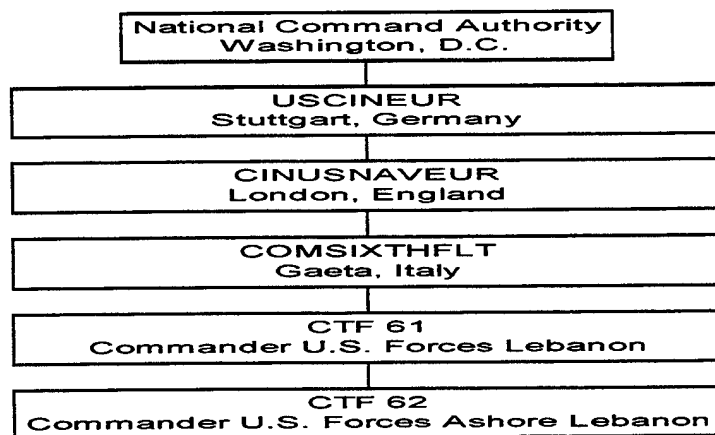 National Command Authority
Washington, D.C.
USCINEUR
Stuttgart, Germany
CINUSNAVEUR
London, England
COMSIXTHFLT
Gaeta, Italy
CTF 61
Commander U.S. Forces Lebanon
CTF 62
Commander U.S. Forces Ashore Lebanon